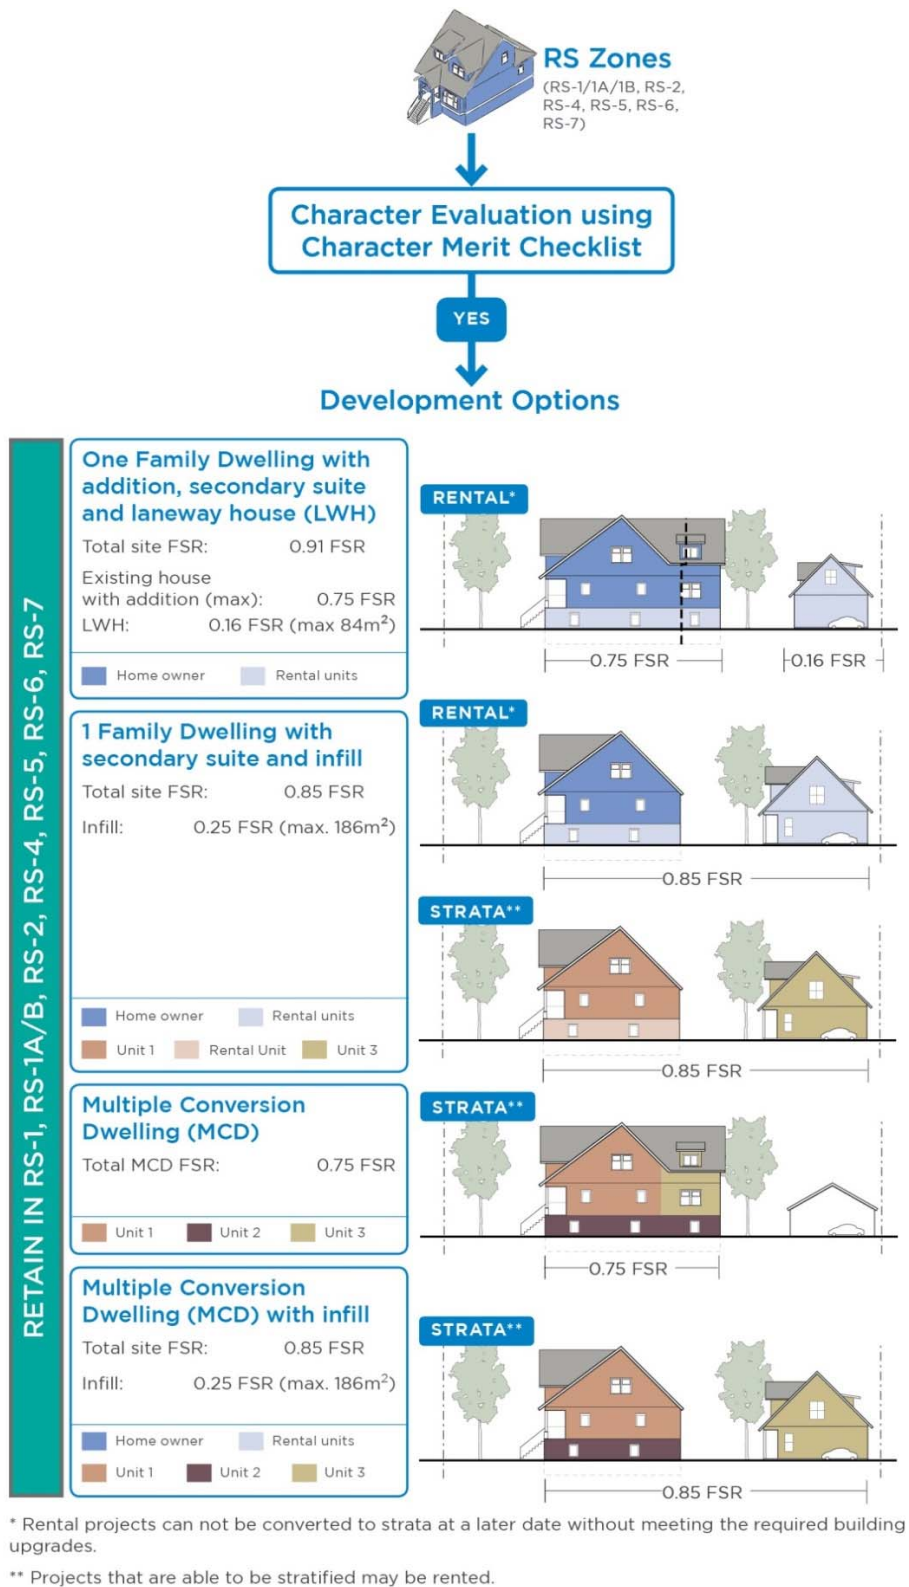 RS Zones
(RS-1/1A/1B, RS-2,
RS-4, RS-5, RS-6,
RS-7)
Character Evaluation using
Character Merit Checklist
YES
Development Options
RETAIN IN RS-1, RS-1A/B, RS-2, RS-4, RS-5, RS-6, RS-7
One Family Dwelling with
addition, secondary suite
and laneway house (LWH)
Total site FSR: 0.91 FSR
Existing house
with addition (max): 0.75 FSR
LWH: 0.16 FSR (max 84m²)
Home owner Rental units
RENTAL*
0.75 FSR 0.16 FSR
1 Family Dwelling with
secondary suite and infill
Total site FSR: 0.85 FSR
Infill: 0.25 FSR (max. 186m²)
Home owner Rental units
Unit 1 Rental Unit Unit 3
RENTAL*
0.85 FSR
STRATA**
0.85 FSR
Multiple Conversion
Dwelling (MCD)
Total MCD FSR: 0.75 FSR
Unit 1 Unit 2 Unit 3
STRATA**
0.75 FSR
Multiple Conversion
Dwelling (MCD) with infill
Total site FSR: 0.85 FSR
Infill: 0.25 FSR (max. 186m²)
Home owner Rental units
Unit 1 Unit 2 Unit 3
STRATA**
0.85 FSR
* Rental projects can not be converted to strata at a later date without meeting the required building
upgrades.
** Projects that are able to be stratified may be rented.